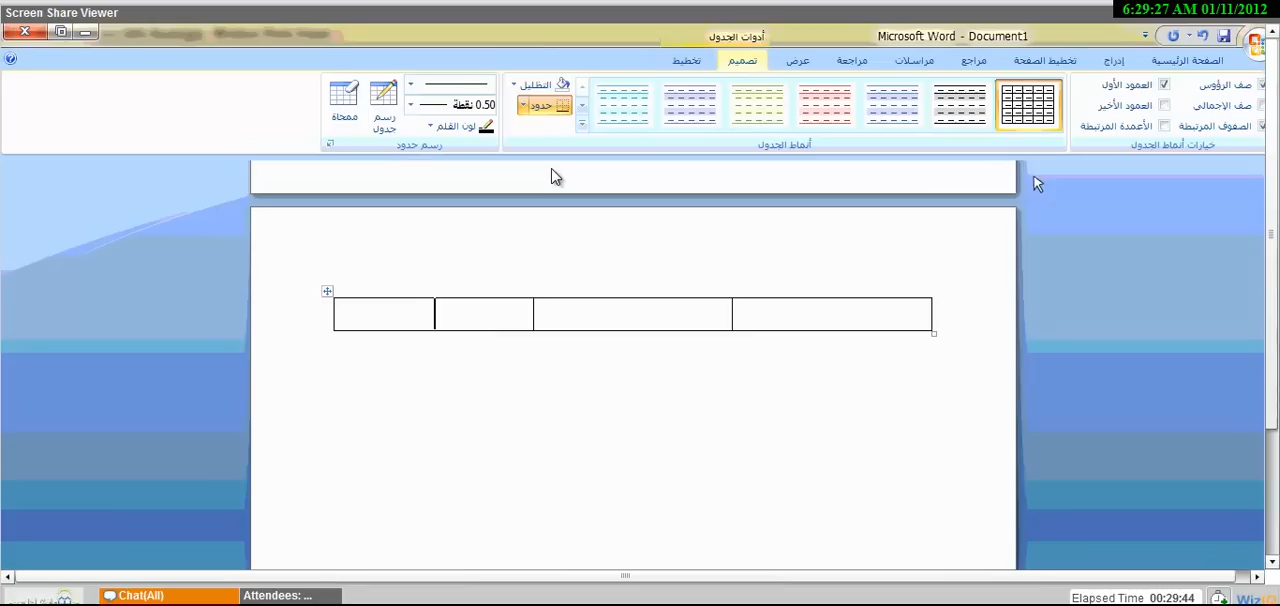 6:29:27 AM 01/11/2012
Screen Share Viewer
أدوات الجدول
Microsoft Word - Document1
الصفحة الرئيسية
إدراج
تخطيط الصفحة
مراجع
مراسلات
مراجعة
عرض
تصميم
تخطيط
صف الرؤوس
العمود الأول
صف الإجمالي
العمود الأخير
الصفوف المرتبطة
الأعمدة المرتبطة
خيارات أنماط الجدول
التظليل
حدود
أنماط الجدول
0.50 نقطة
لون القلم
رسم جدول
ممحاة
رسم حدود
Chat(All)
Attendees: ...
Elapsed Time 00:29:44
WizIQ